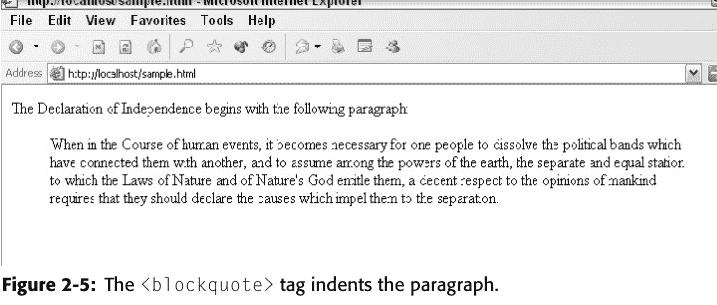 http://localhost/sample.html - Microsoft Internet Explorer
File Edit View Favorites Tools Help
Address http://localhost/sample.html
The Declaration of Independence begins with the following paragraph:
When in the Course of human events, it becomes necessary for one people to dissolve the political bands which
have connected them with another, and to assume among the powers of the earth, the separate and equal station
to which the Laws of Nature and of Nature's God entitle them, a decent respect to the opinions of mankind
requires that they should declare the causes which impel them to the separation.
Figure 2-5: The <blockquote> tag indents the paragraph.